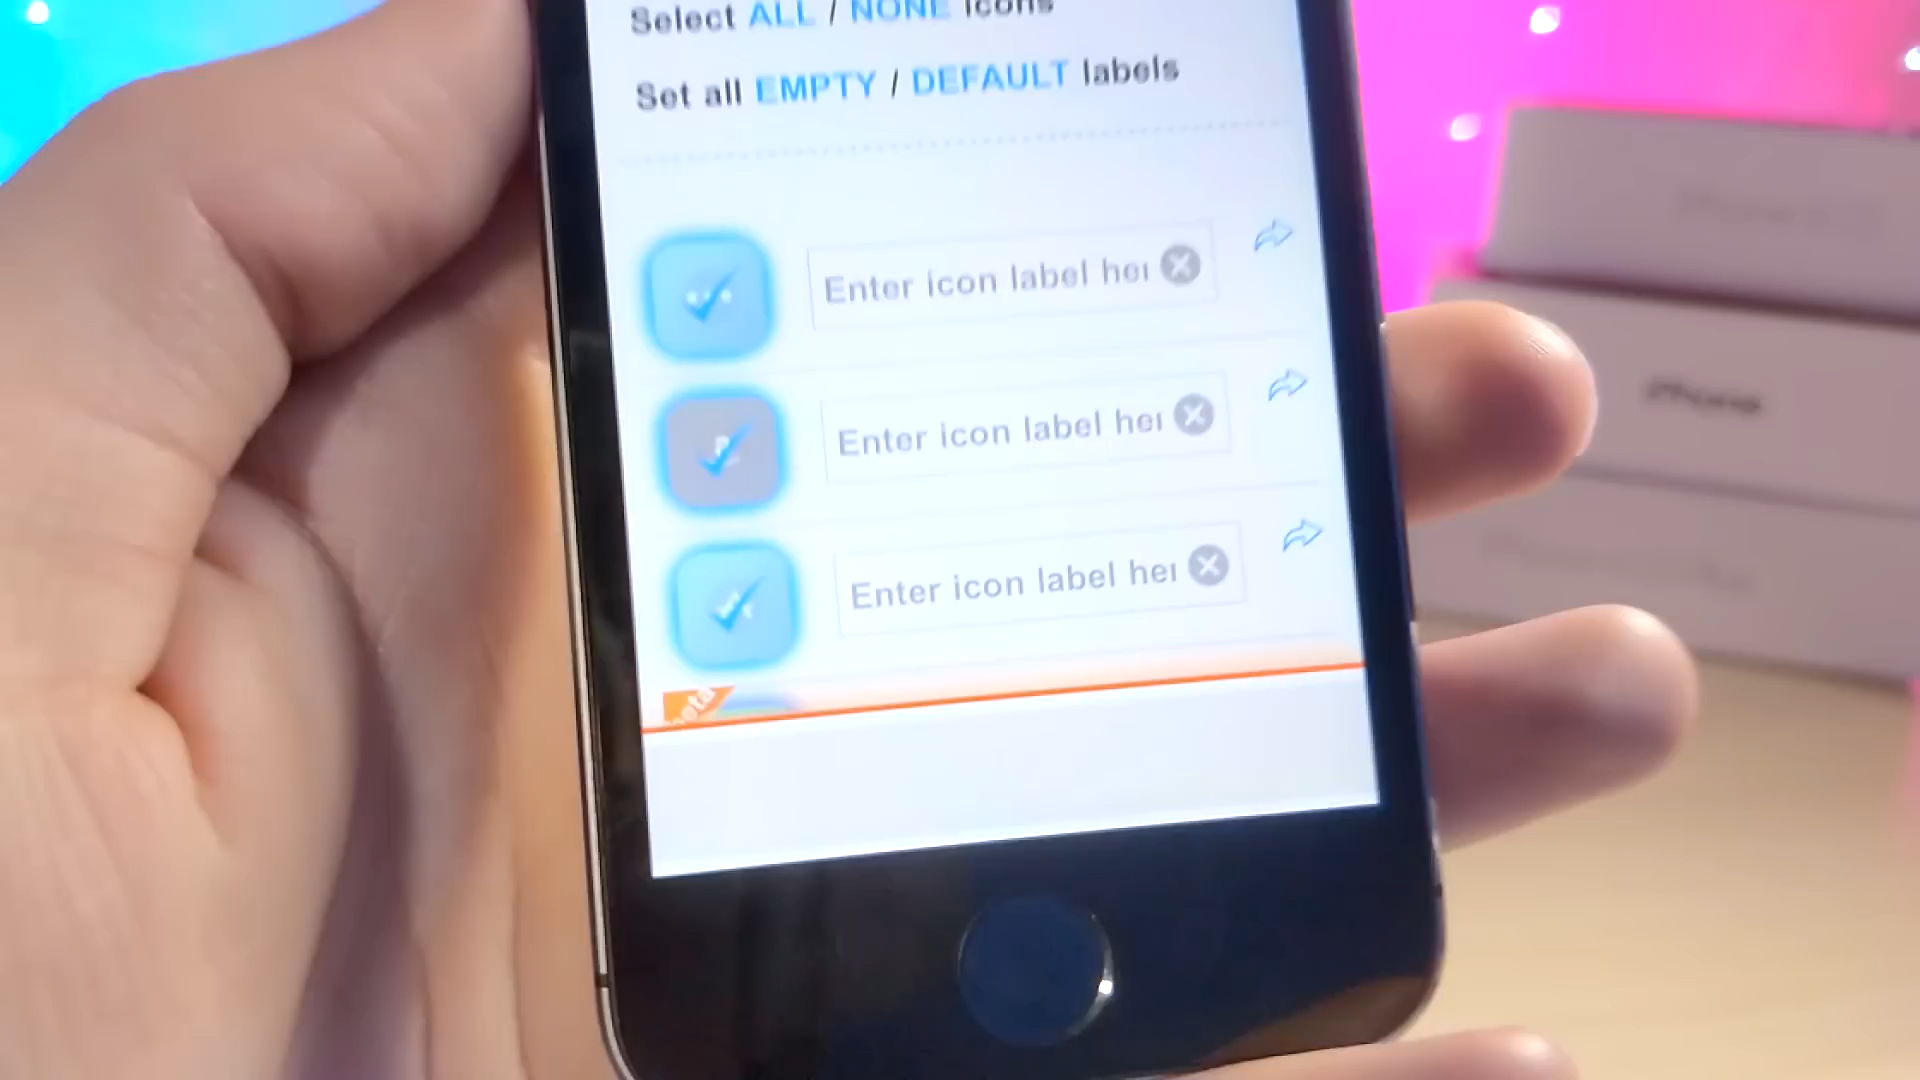 Select ALL / NONE icons
Set all EMPTY / DEFAULT labels
Enter icon label her
Enter icon label her
Enter icon label her
iPhone